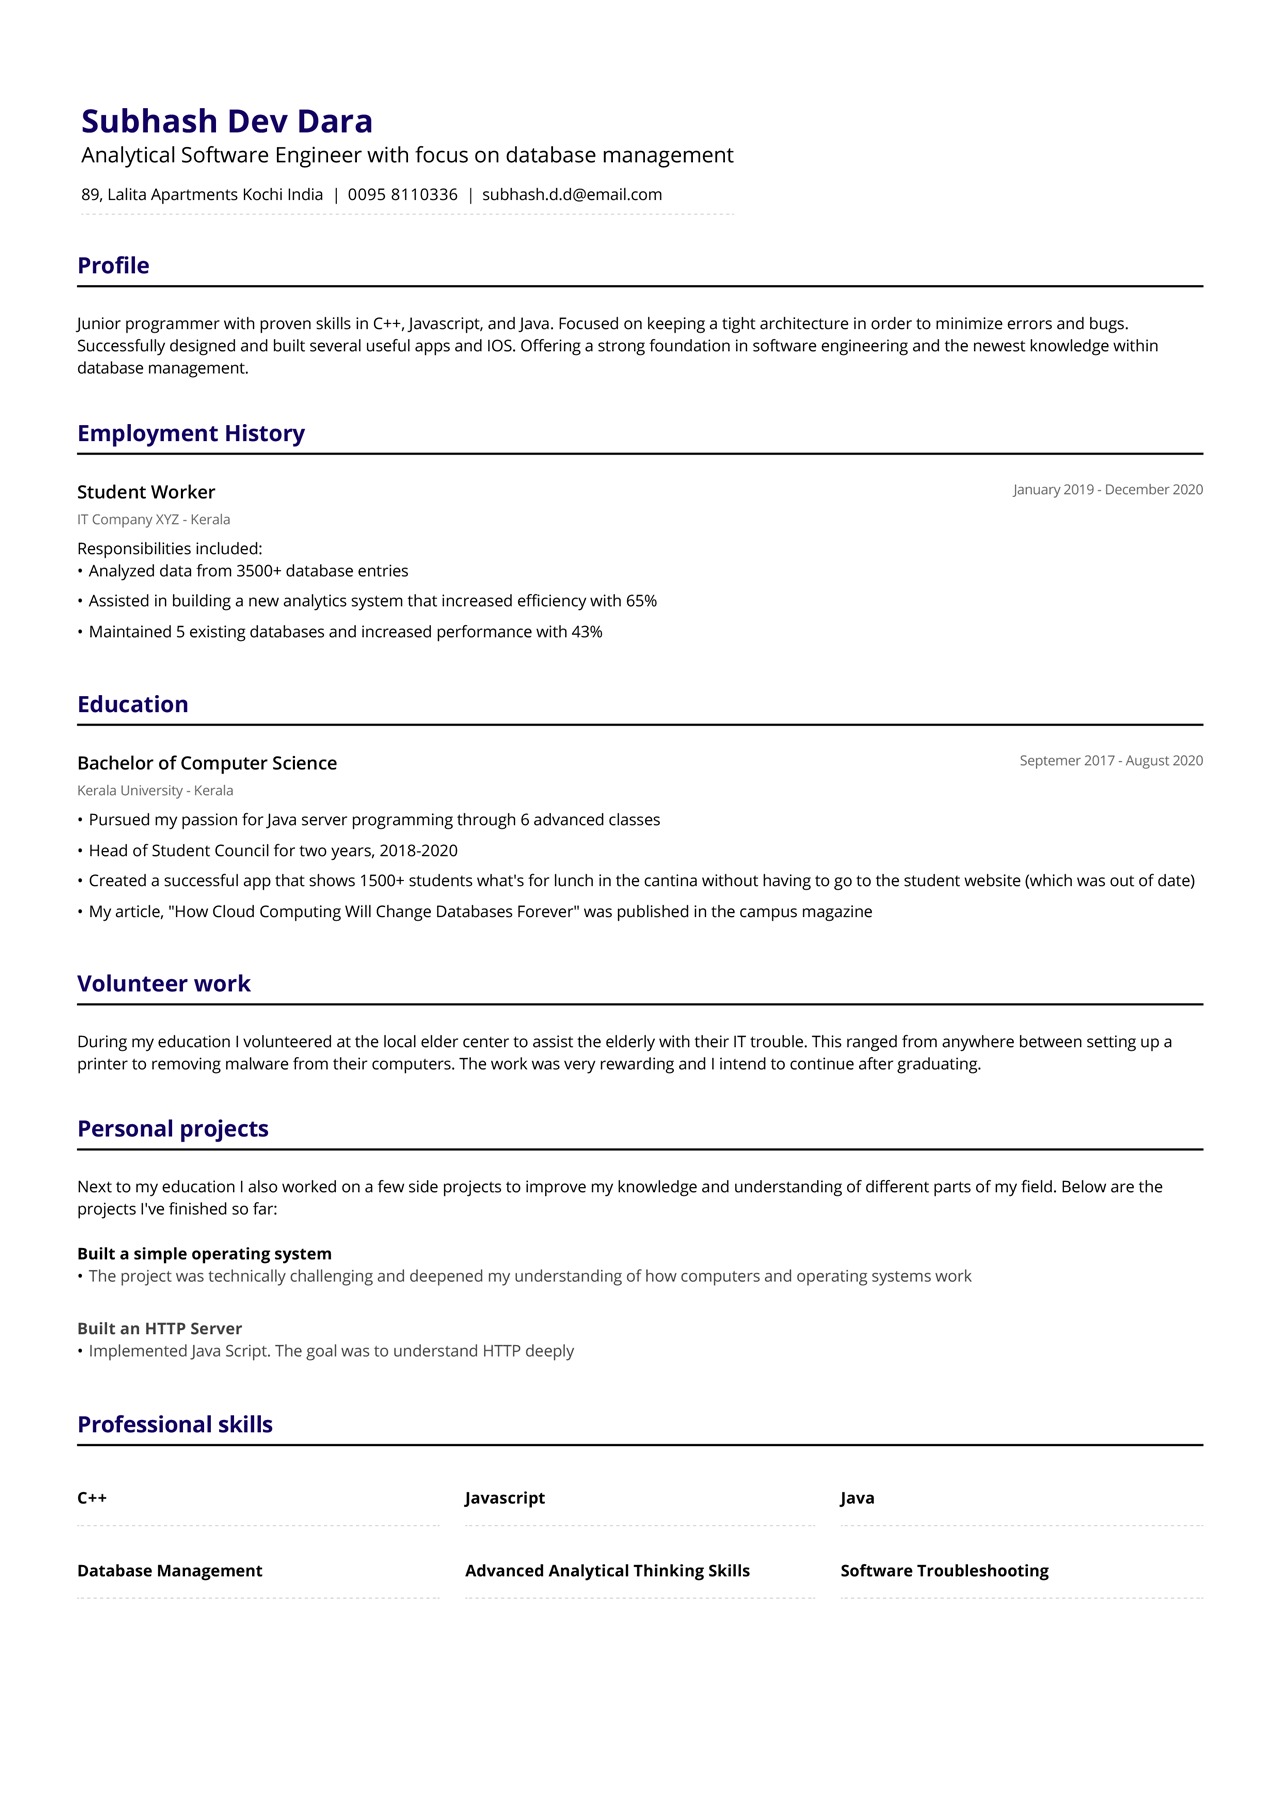 Subhash Dev Dara
Analytical Software Engineer with focus on database management
89, Lalita Apartments Kochi India | 0095 8110336 | subhash.d.d@email.com
Profile
Junior programmer with proven skills in C++, Javascript, and Java. Focused on keeping a tight architecture in order to minimize errors and bugs.
Successfully designed and built several useful apps and IOS. Offering a strong foundation in software engineering and the newest knowledge within
database management.
Employment History
Student Worker January 2019 - December 2020
IT Company XYZ - Kerala
Responsibilities included:
• Analyzed data from 3500+ database entries
• Assisted in building a new analytics system that increased efficiency with 65%
• Maintained 5 existing databases and increased performance with 43%
Education
Bachelor of Computer Science Septemer 2017 - August 2020
Kerala University - Kerala
• Pursued my passion for Java server programming through 6 advanced classes
• Head of Student Council for two years, 2018-2020
• Created a successful app that shows 1500+ students what's for lunch in the cantina without having to go to the student website (which was out of date)
• My article, "How Cloud Computing Will Change Databases Forever" was published in the campus magazine
Volunteer work
During my education I volunteered at the local elder center to assist the elderly with their IT trouble. This ranged from anywhere between setting up a
printer to removing malware from their computers. The work was very rewarding and I intend to continue after graduating.
Personal projects
Next to my education I also worked on a few side projects to improve my knowledge and understanding of different parts of my field. Below are the
projects I've finished so far:
Built a simple operating system
• The project was technically challenging and deepened my understanding of how computers and operating systems work
Built an HTTP Server
• Implemented Java Script. The goal was to understand HTTP deeply
Professional skills
C++ Javascript Java
Database Management Advanced Analytical Thinking Skills Software Troubleshooting